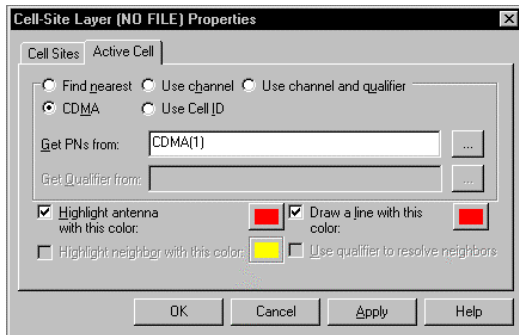 Cell-Site Layer (NO FILE) Properties
Cell Sites Active Cell
Find nearest Use channel Use channel and qualifier
CDMA Use Cell ID
Get PNs from: CDMA(1) ...
Get Qualifier from: ...
Highlight antenna with this color: Draw a line with this color:
Highlight neighbor with this color: Use qualifier to resolve neighbors
OK Cancel Apply Help